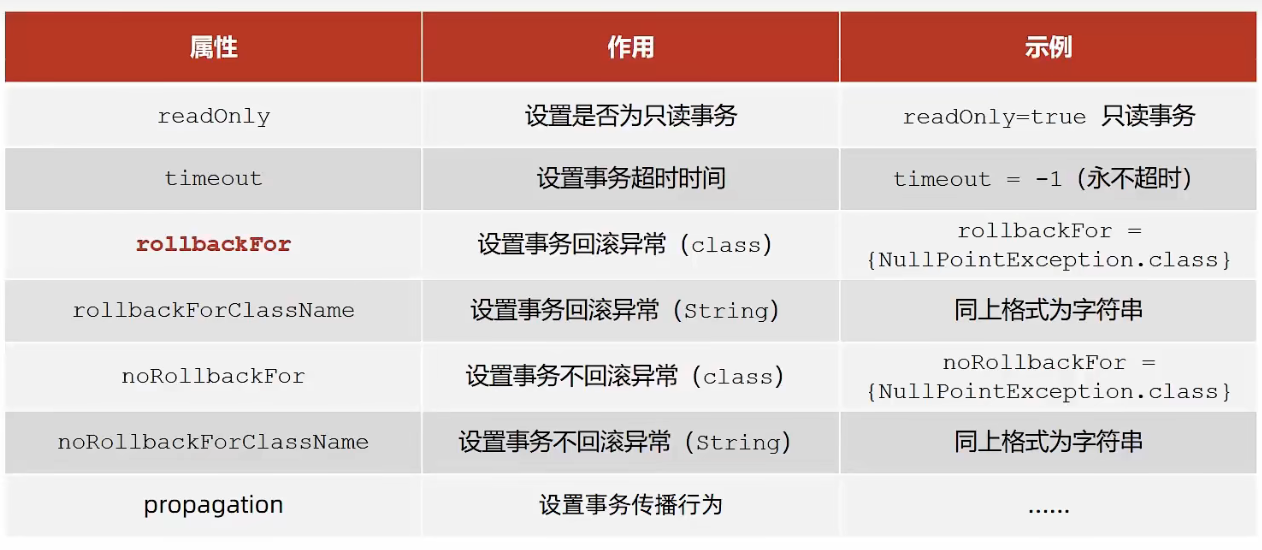 属性 作用 示例
readOnly 设置是否为只读事务 readOnly=true 只读事务
timeout 设置事务超时时间 timeout = -1（永不超时）
rollbackFor 设置事务回滚异常（class） rollbackFor =
{NullPointException.class}
rollbackForClassName 设置事务回滚异常（String） 同上格式为字符串
noRollbackFor 设置事务不回滚异常（class） noRollbackFor =
{NullPointException.class}
noRollbackForClassName 设置事务不回滚异常（String） 同上格式为字符串
propagation 设置事务传播行为 ……